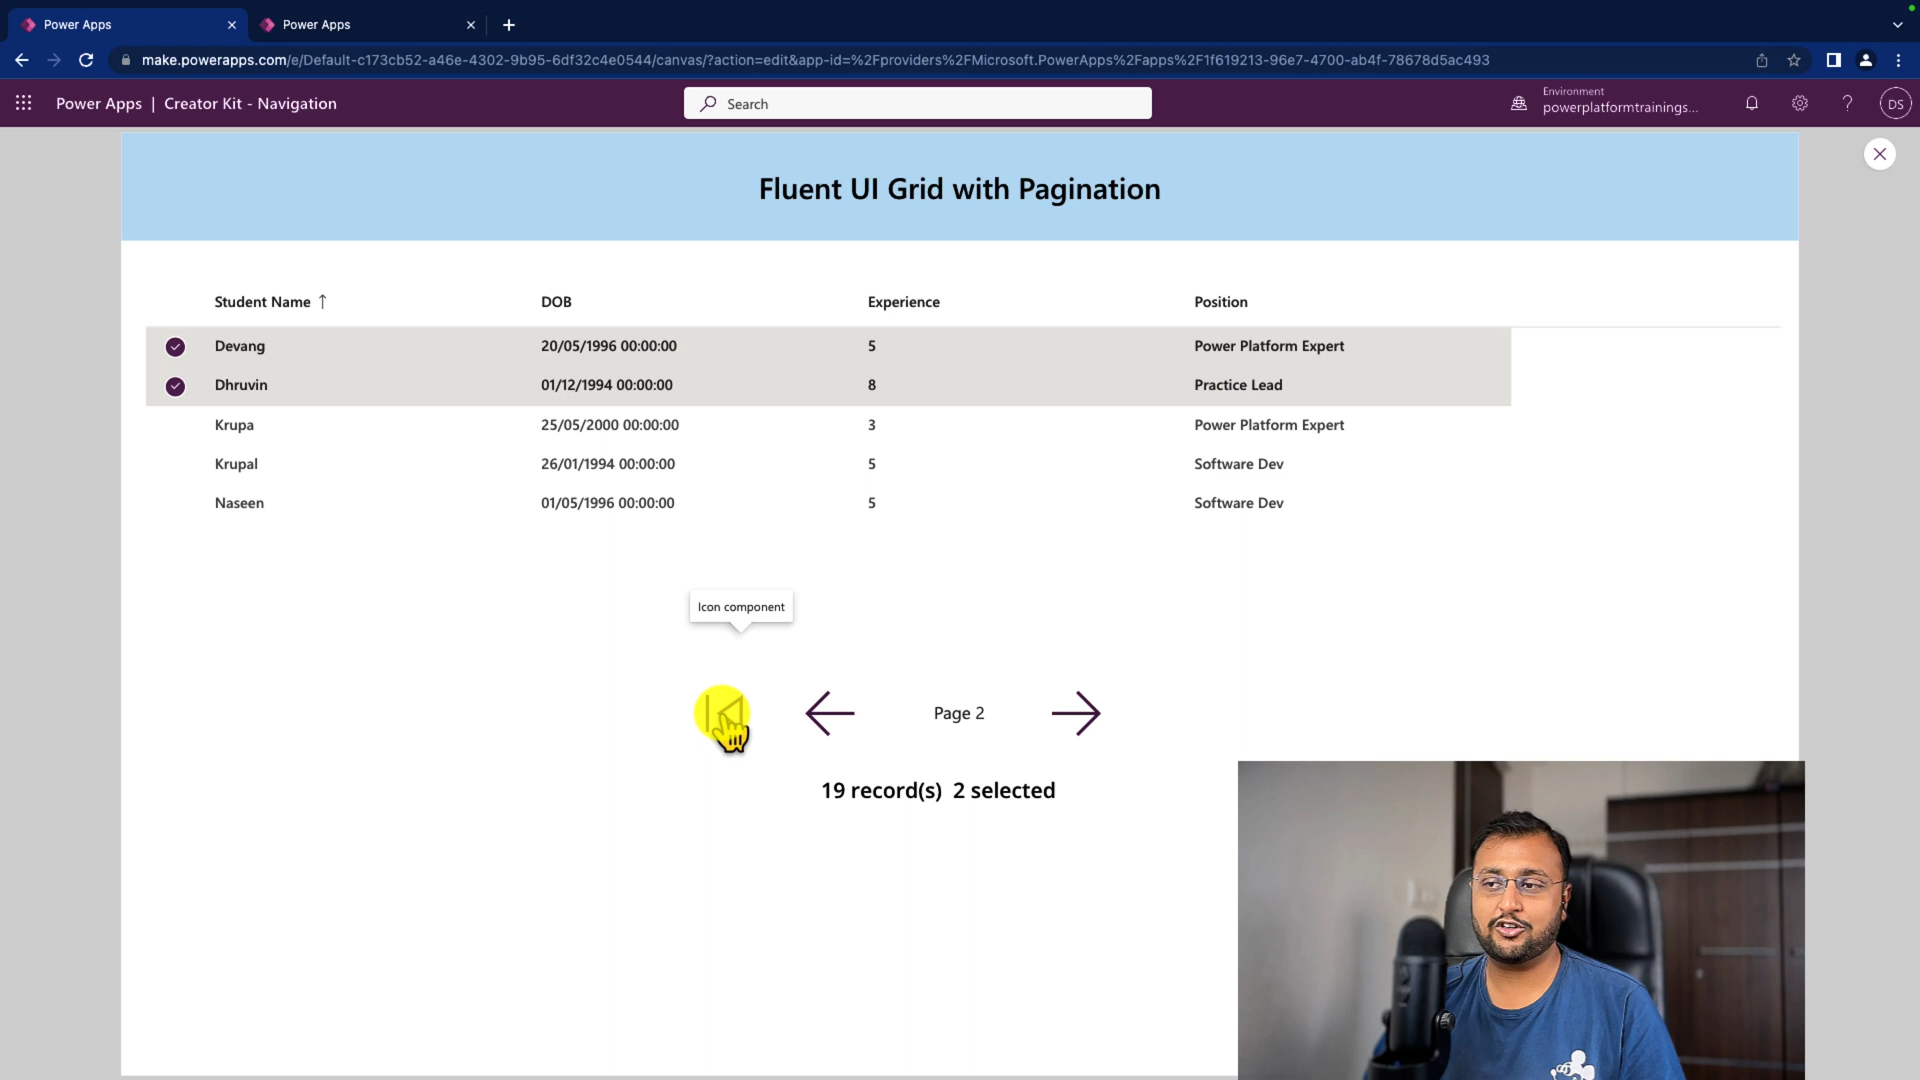 Power Apps
Power Apps
make.powerapps.com/e/Default-c173cb52-a46e-4302-9b95-6df32c4e0544/canvas/?action=edit&app-id=%2Fproviders%2FMicrosoft.PowerApps%2Fapps%2F1f619213-96e7-4700-ab4f-78678d5ac493
Power Apps | Creator Kit - Navigation
Search
Environment
powerplatformtrainings...
?
DS
Fluent UI Grid with Pagination
Student Name ↑ DOB Experience Position
Devang 20/05/1996 00:00:00 5 Power Platform Expert
Dhruvin 01/12/1994 00:00:00 8 Practice Lead
Krupa 25/05/2000 00:00:00 3 Power Platform Expert
Krupal 26/01/1994 00:00:00 5 Software Dev
Naseen 01/05/1996 00:00:00 5 Software Dev
Icon component
Page 2
19 record(s) 2 selected